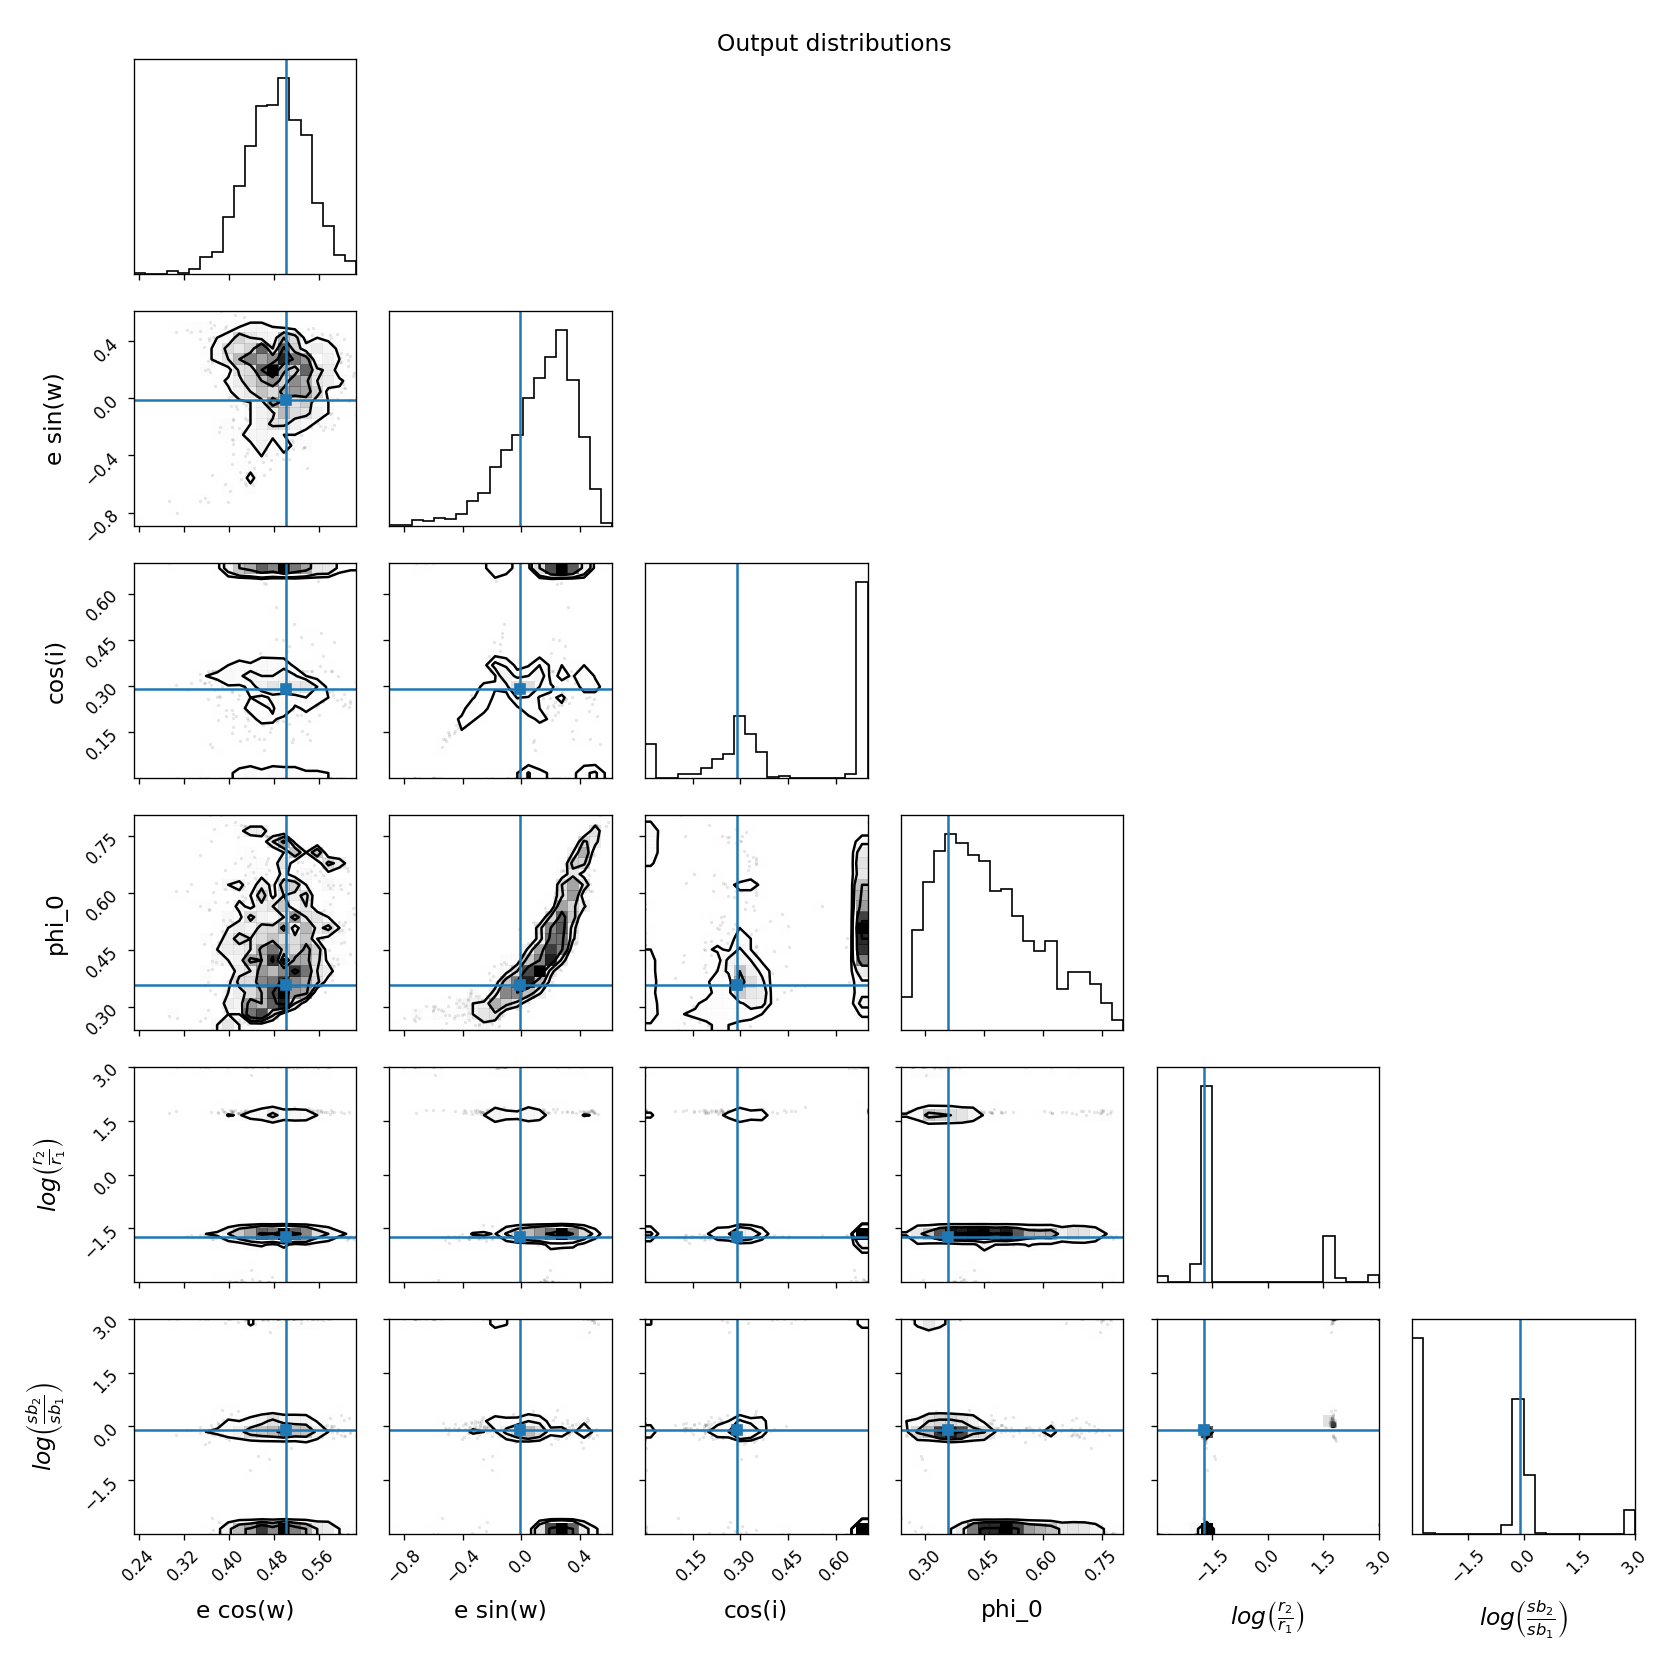 Output distributions
e sin(w)
0.4
0.0
−0.4
−0.8
cos(i)
0.60
0.45
0.30
0.15
phi_0
0.75
0.60
0.45
0.30
log(r2/r1)
3.0
1.5
0.0
−1.5
log(sb2/sb1)
3.0
1.5
0.0
−1.5
0.24 0.32 0.40 0.48 0.56
−0.8 −0.4 0.0 0.4
0.15 0.30 0.45 0.60
0.30 0.45 0.60 0.75
−1.5 0.0 1.5 3.0
−1.5 0.0 1.5 3.0
e cos(w) e sin(w) cos(i) phi_0 log(r2/r1) log(sb2/sb1)